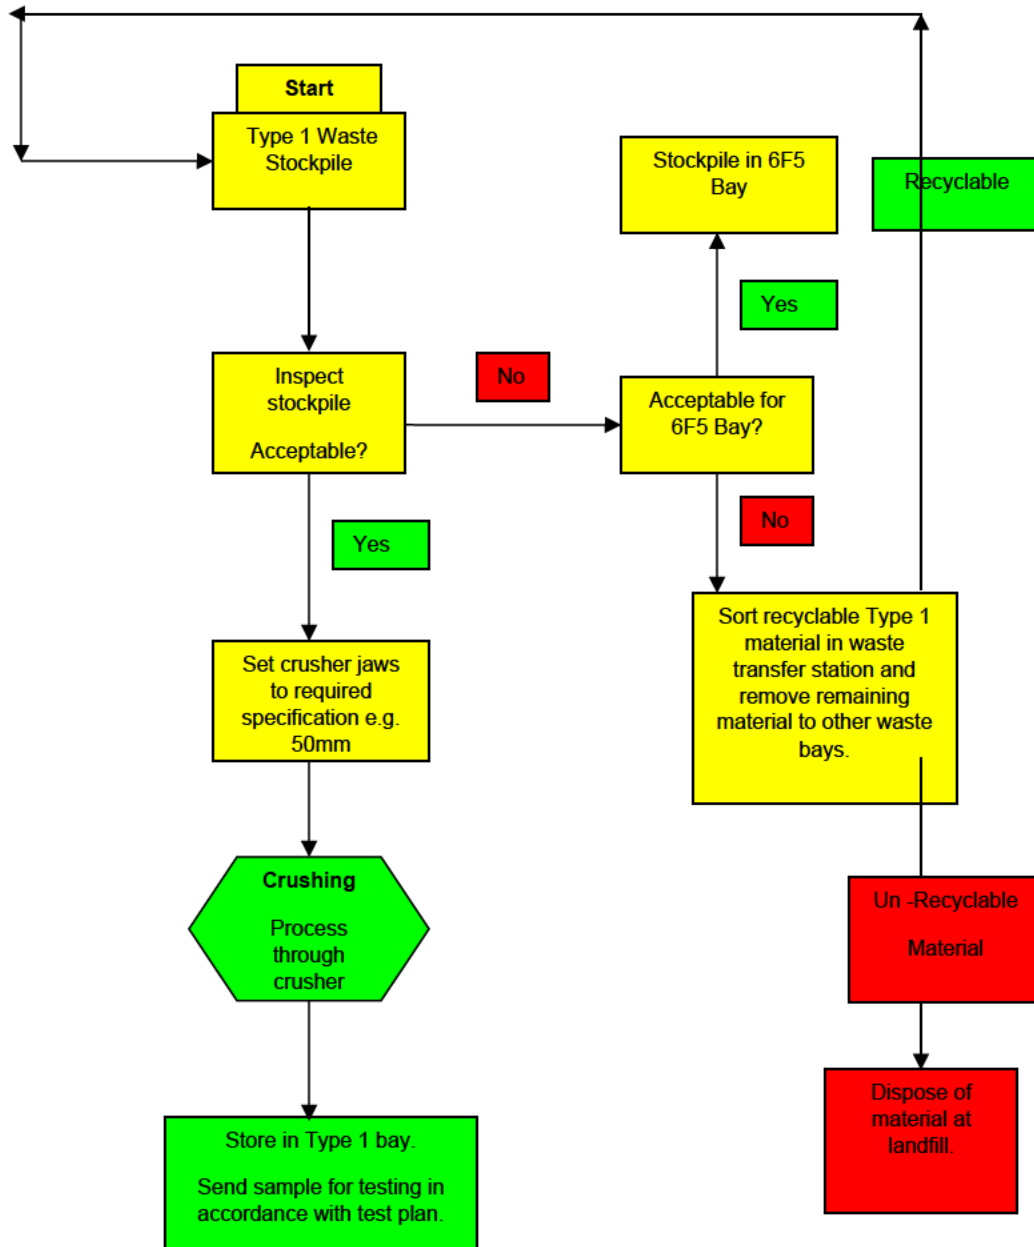 Start
Type 1 Waste
Stockpile
Stockpile in 6F5
Bay
Recyclable
Yes
Inspect
stockpile
Acceptable?
No
Acceptable for
6F5 Bay?
Yes
No
Set crusher jaws
to required
specification e.g.
50mm
Sort recyclable Type 1
material in waste
transfer station and
remove remaining
material to other waste
bays.
Crushing
Process
through
crusher
Un -Recyclable
Material
Store in Type 1 bay.
Send sample for testing in
accordance with test plan.
Dispose of
material at
landfill.